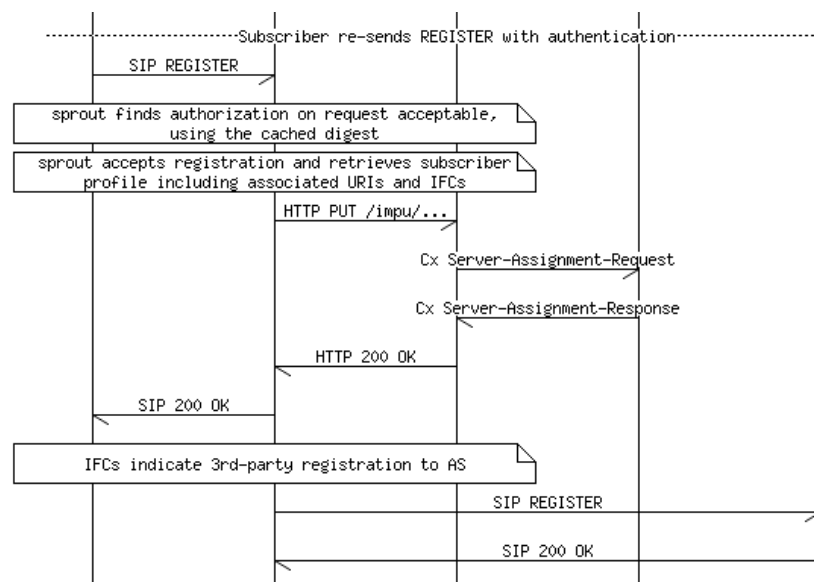 Subscriber re-sends REGISTER with authentication
SIP REGISTER
sprout finds authorization on request acceptable,
using the cached digest
sprout accepts registration and retrieves subscriber
profile including associated URIs and IFCs
HTTP PUT /impu/...
Cx Server-Assignment-Request
Cx Server-Assignment-Response
HTTP 200 OK
SIP 200 OK
IFCs indicate 3rd-party registration to AS
SIP REGISTER
SIP 200 OK